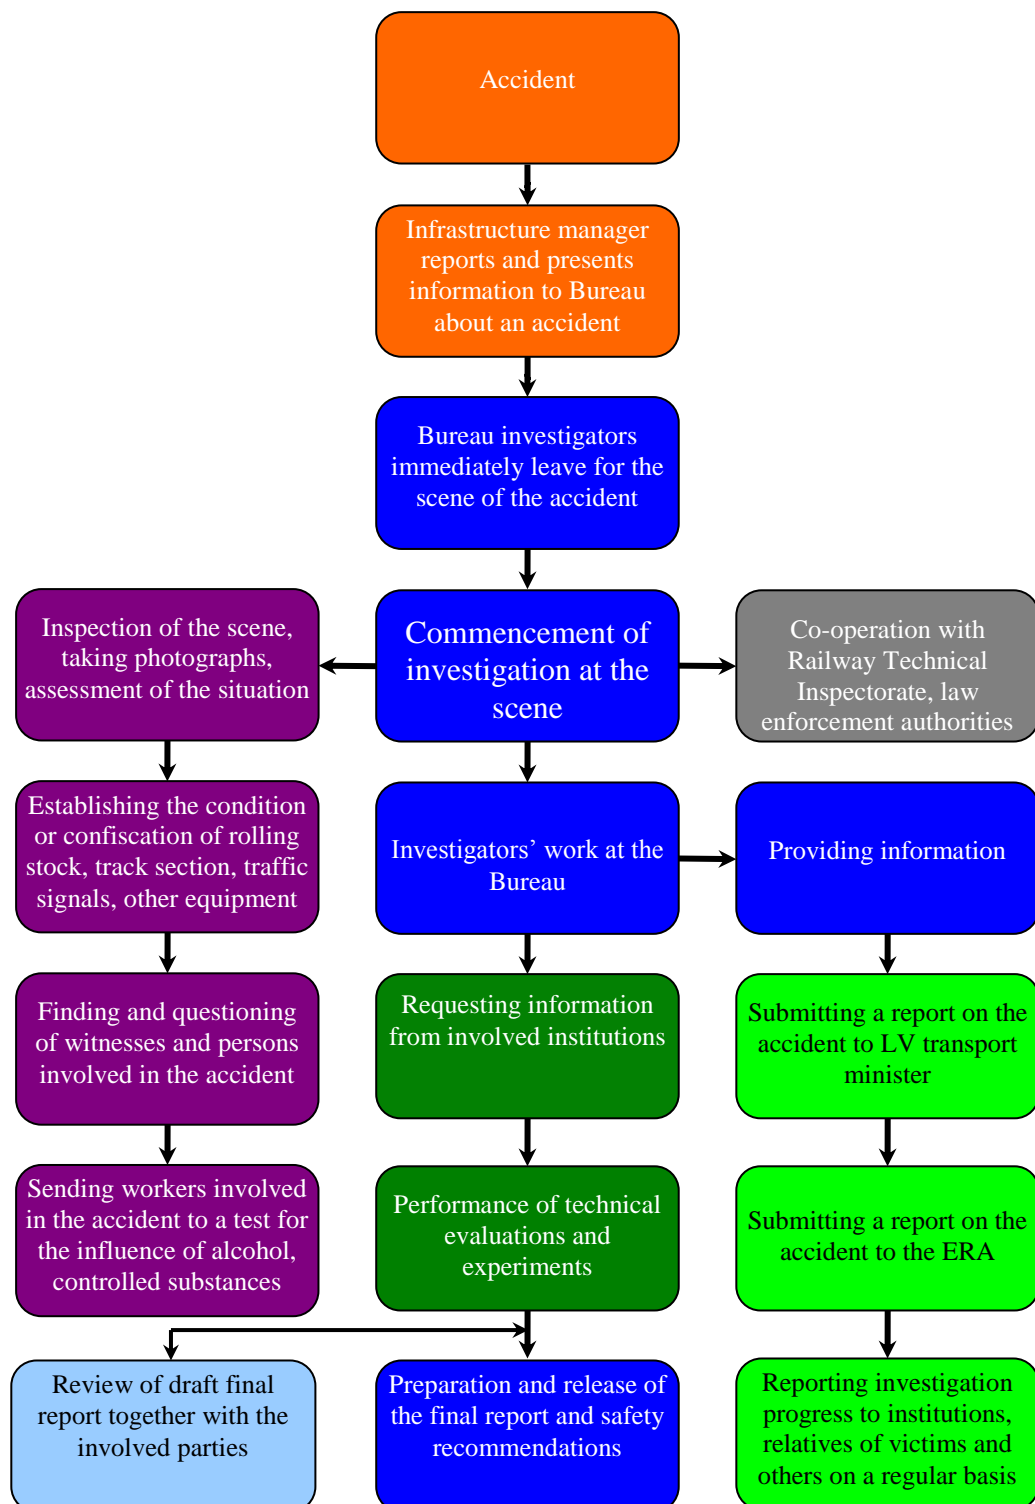 Accident
Infrastructure manager
reports and presents
information to Bureau
about an accident
Bureau investigators
immediately leave for the
scene of the accident
Inspection of the scene,
taking photographs,
assessment of the situation
Commencement of
investigation at the
scene
Co-operation with
Railway Technical
Inspectorate, law
enforcement authorities
Establishing the condition
or confiscation of rolling
stock, track section, traffic
signals, other equipment
Investigators’ work at the
Bureau
Providing information
Finding and questioning
of witnesses and persons
involved in the accident
Requesting information
from involved institutions
Submitting a report on the
accident to LV transport
minister
Sending workers involved
in the accident to a test for
the influence of alcohol,
controlled substances
Performance of technical
evaluations and
experiments
Submitting a report on the
accident to the ERA
Review of draft final
report together with the
involved parties
Preparation and release of
the final report and safety
recommendations
Reporting investigation
progress to institutions,
relatives of victims and
others on a regular basis